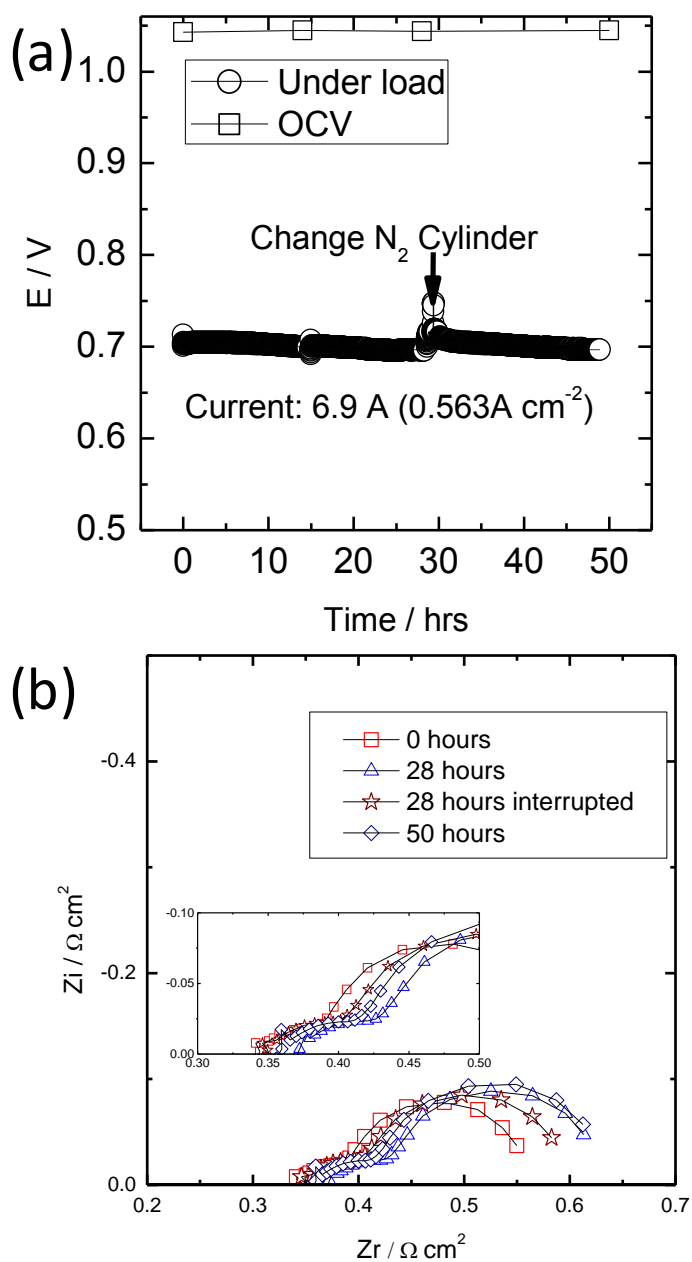 (a)
Under load
OCV
Change N₂ Cylinder
Current: 6.9 A (0.563A cm⁻²)
E / V
1.0
0.9
0.8
0.7
0.6
0.5
0 10 20 30 40 50
Time / hrs
(b)
0 hours
28 hours
28 hours interrupted
50 hours
Zi / Ω cm²
-0.4
-0.2
0.0
-0.10
-0.05
0.00
0.30 0.35 0.40 0.45 0.50
0.2 0.3 0.4 0.5 0.6 0.7
Zr / Ω cm²